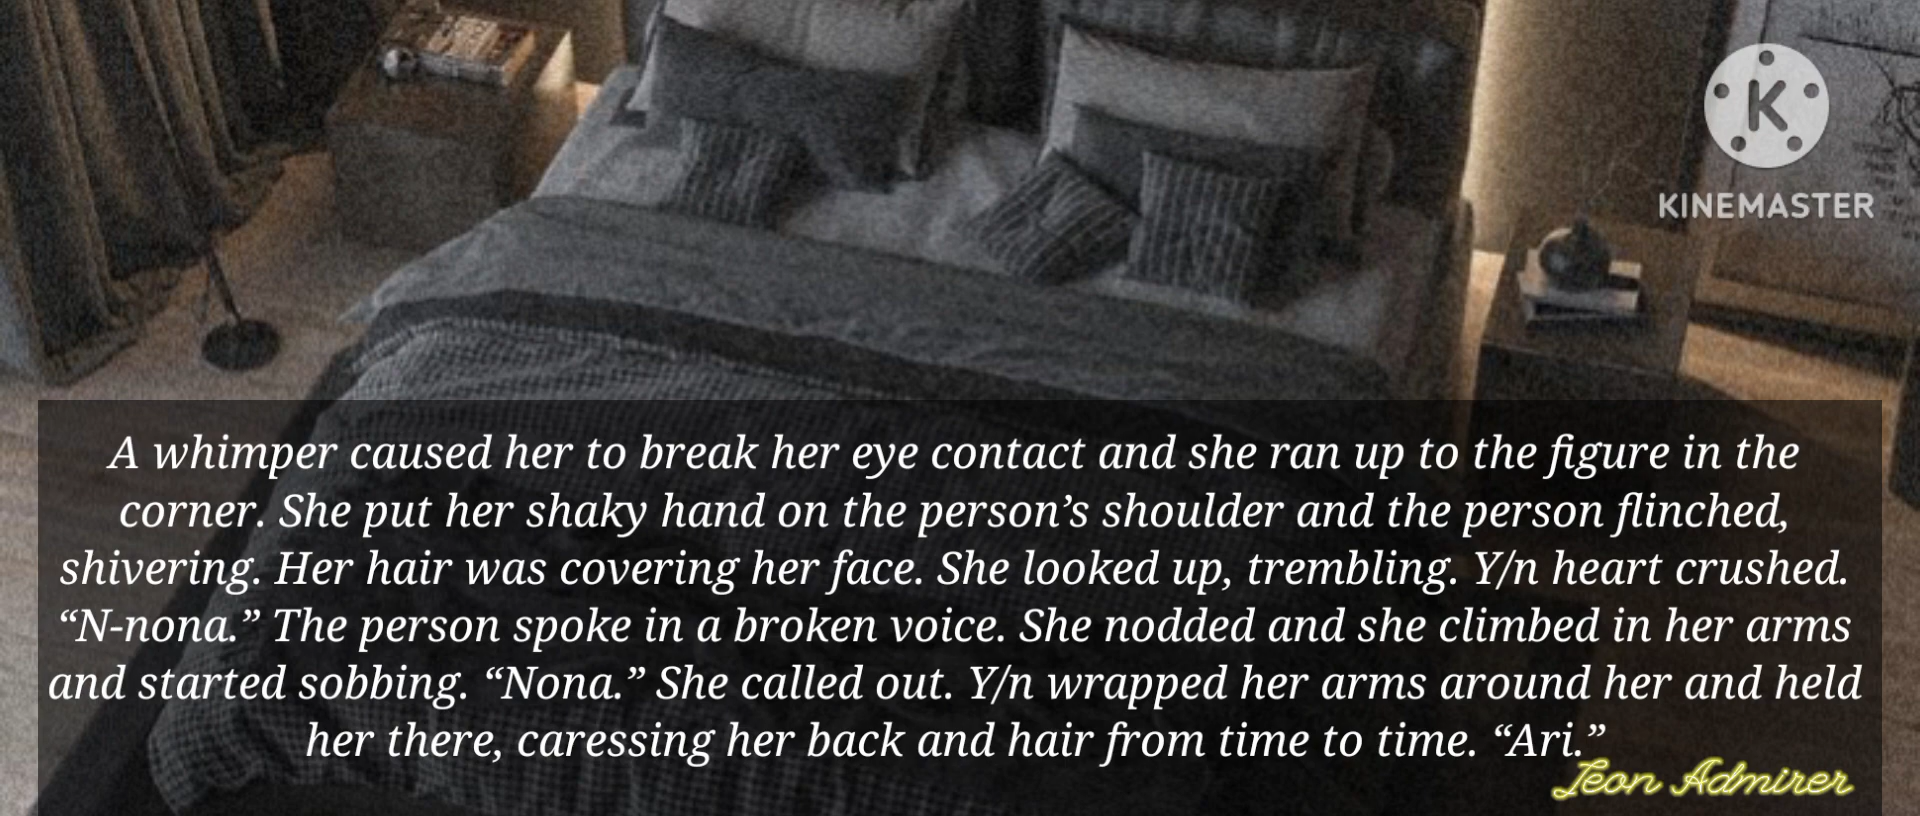 K
KINEMASTER
A whimper caused her to break her eye contact and she ran up to the figure in the
corner. She put her shaky hand on the person’s shoulder and the person flinched,
shivering. Her hair was covering her face. She looked up, trembling. Y/n heart crushed.
“N-nona.” The person spoke in a broken voice. She nodded and she climbed in her arms
and started sobbing. “Nona.” She called out. Y/n wrapped her arms around her and held
her there, caressing her back and hair from time to time. “Ari.”
Jeon Admirer